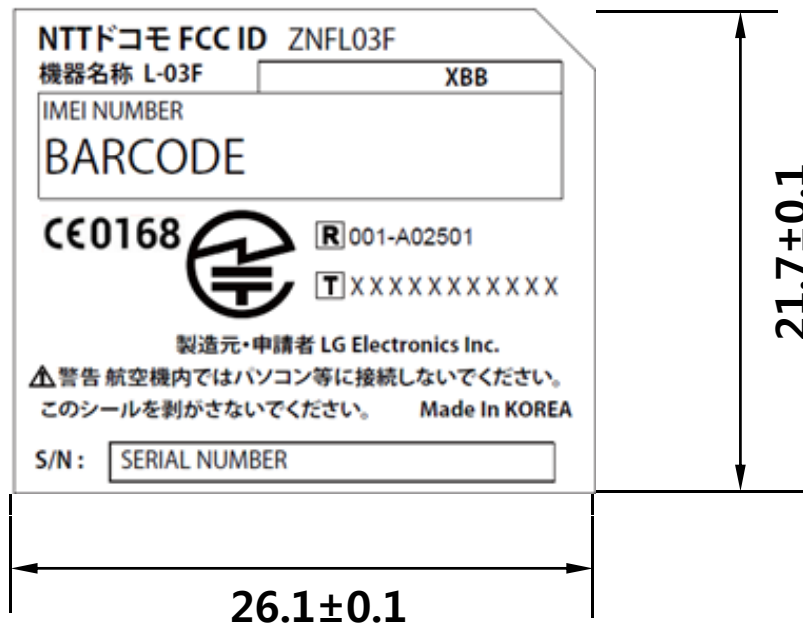 NTTドコモ FCC ID ZNFL03F
機器名称 L-03F XBB
IMEI NUMBER
BARCODE
CE0168
R 001-A02501
T XXXXXXXXXXX
製造元・申請者 LG Electronics Inc.
警告 航空機内ではパソコン等に接続しないでください。
このシールを剥がさないでください。 Made In KOREA
S/N : SERIAL NUMBER
21.7±0.1
26.1±0.1